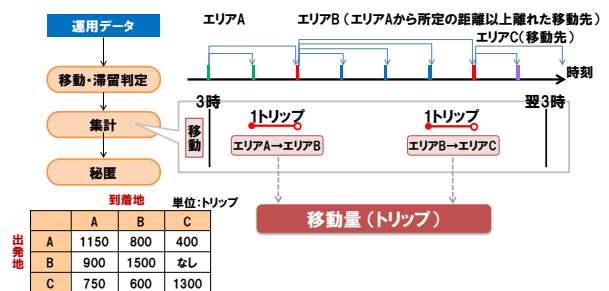 運用データ
移動・滞留判定
集計
秘匿
エリアA
エリアB(エリアAから所定の距離以上離れた移動先)
エリアC(移動先)
時刻
3時
翌3時
移動
1トリップ
エリアA→エリアB
1トリップ
エリアB→エリアC
移動量(トリップ)
到着地
単位:トリップ
出発地
A B C
A 1150 800 400
B 900 1500 なし
C 750 600 1300